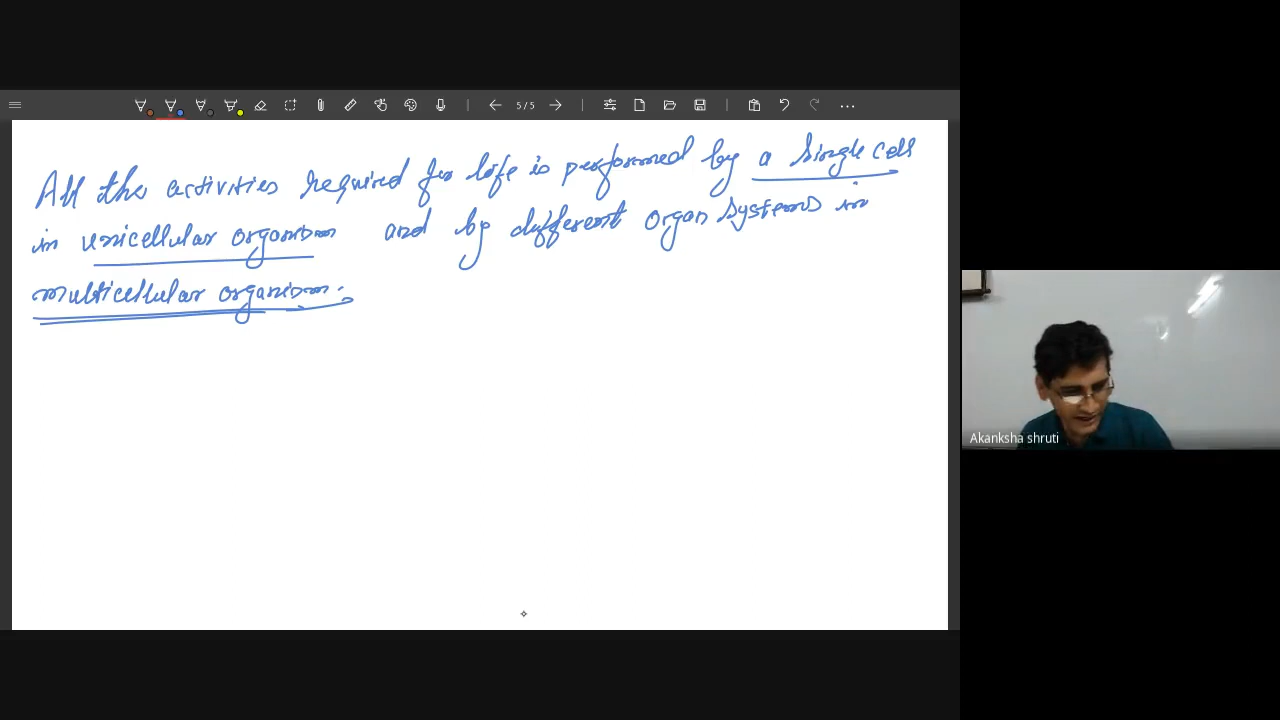 5/5
All the activities required for life is performed by a single cell
in unicellular organism and by different organ systems in
multicellular organism.
Akanksha shruti